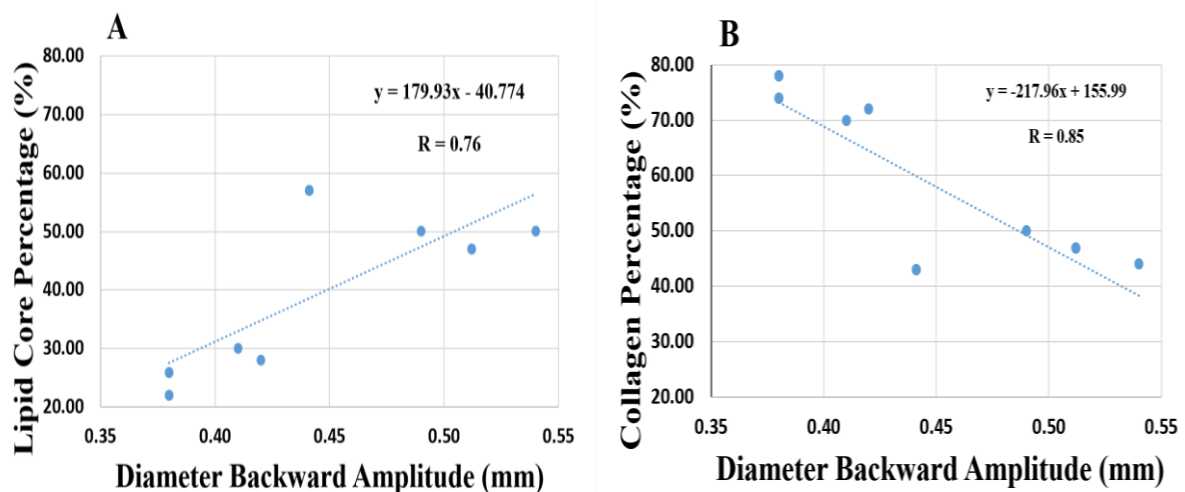 A
Lipid Core Percentage (%)
80.00
70.00
60.00
50.00
40.00
30.00
20.00
y = 179.93x - 40.774
R = 0.76
0.35 0.40 0.45 0.50 0.55
Diameter Backward Amplitude (mm)
B
Collagen Percentage (%)
80.00
70.00
60.00
50.00
40.00
30.00
20.00
y = -217.96x + 155.99
R = 0.85
0.35 0.40 0.45 0.50 0.55
Diameter Backward Amplitude (mm)